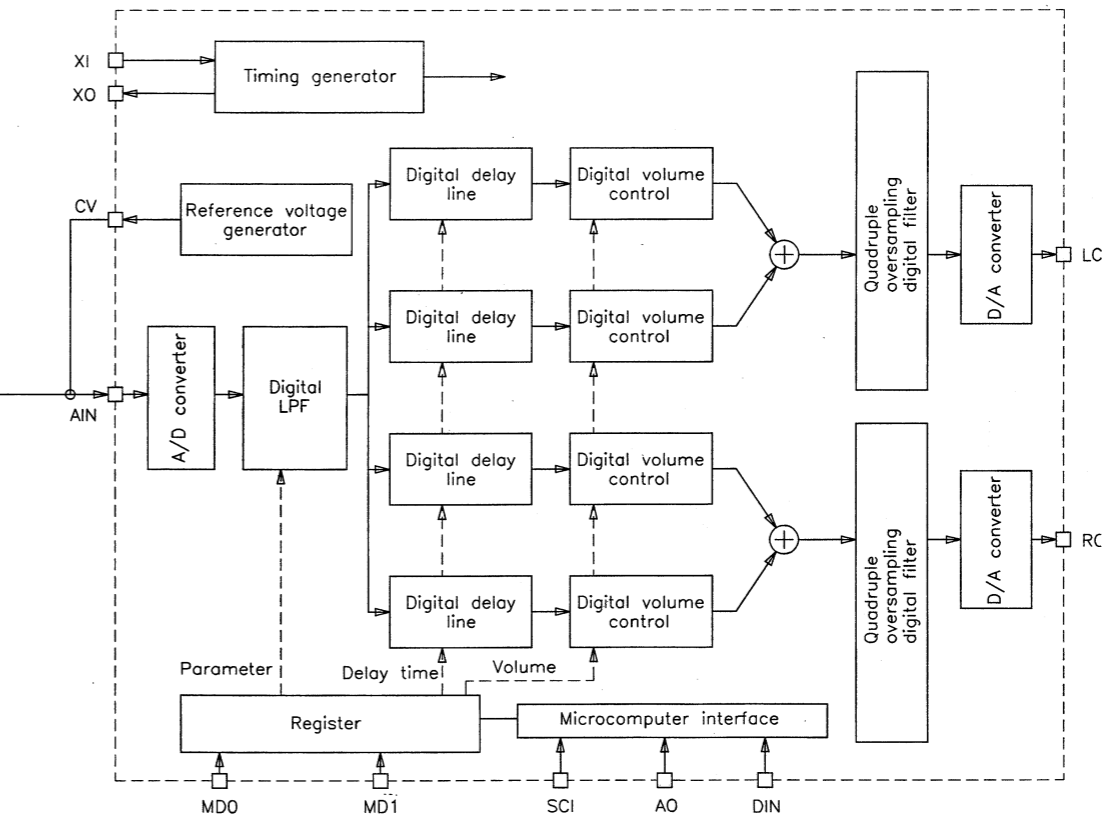 XI
Timing generator
XO
CV
Reference voltage
generator
Digital delay
line
Digital volume
control
Quadruple
oversampling
digital filter
D/A converter
LC
Digital delay
line
Digital volume
control
AIN
A/D converter
Digital
LPF
Digital delay
line
Digital volume
control
Quadruple
oversampling
digital filter
D/A converter
RC
Digital delay
line
Digital volume
control
Parameter
Delay time
Volume
Register
Microcomputer interface
MD0
MD1
SCI
A0
DIN